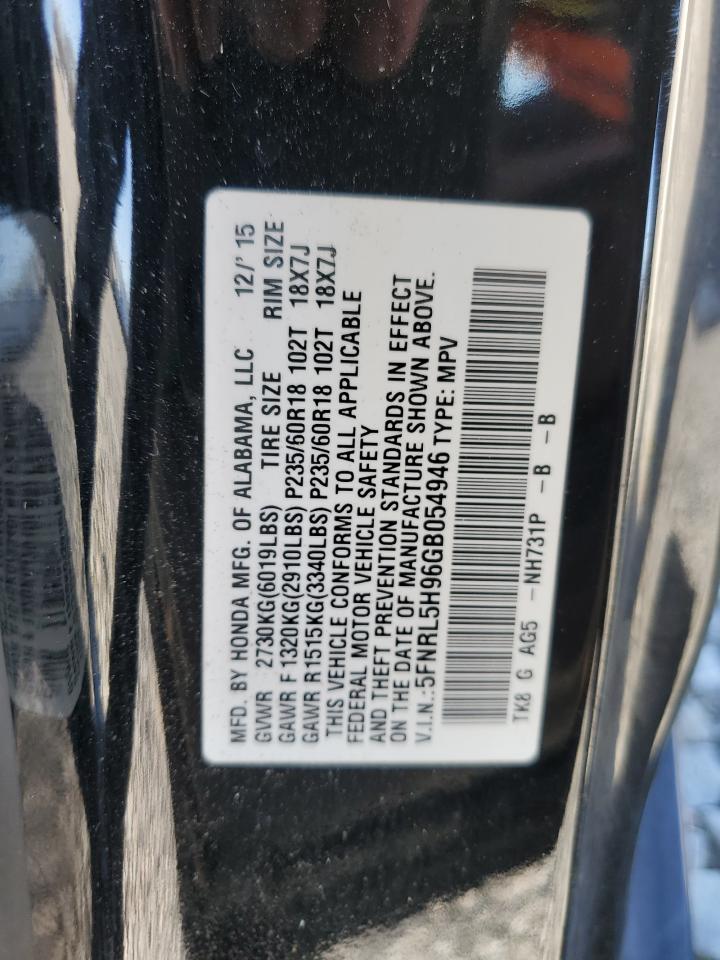 MFD. BY HONDA MFG. OF ALABAMA, LLC 12/'15
GVWR : 2730KG(6019LBS) TIRE SIZE RIM SIZE
GAWR F 1320KG(2910LBS) P235/60R18 102T 18X7J
GAWR R1515KG(3340LBS) P235/60R18 102T 18X7J
THIS VEHICLE CONFORMS TO ALL APPLICABLE
FEDERAL MOTOR VEHICLE SAFETY
AND THEFT PREVENTION STANDARDS IN EFFECT
ON THE DATE OF MANUFACTURE SHOWN ABOVE.
V.I.N.:5FNRL5H96GB054946 TYPE: MPV
TK8 G AG5 -NH731P -B -B